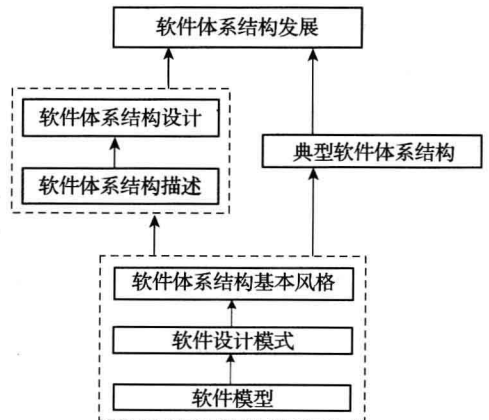 软件体系结构发展
软件体系结构设计
典型软件体系结构
软件体系结构描述
软件体系结构基本风格
软件设计模式
软件模型